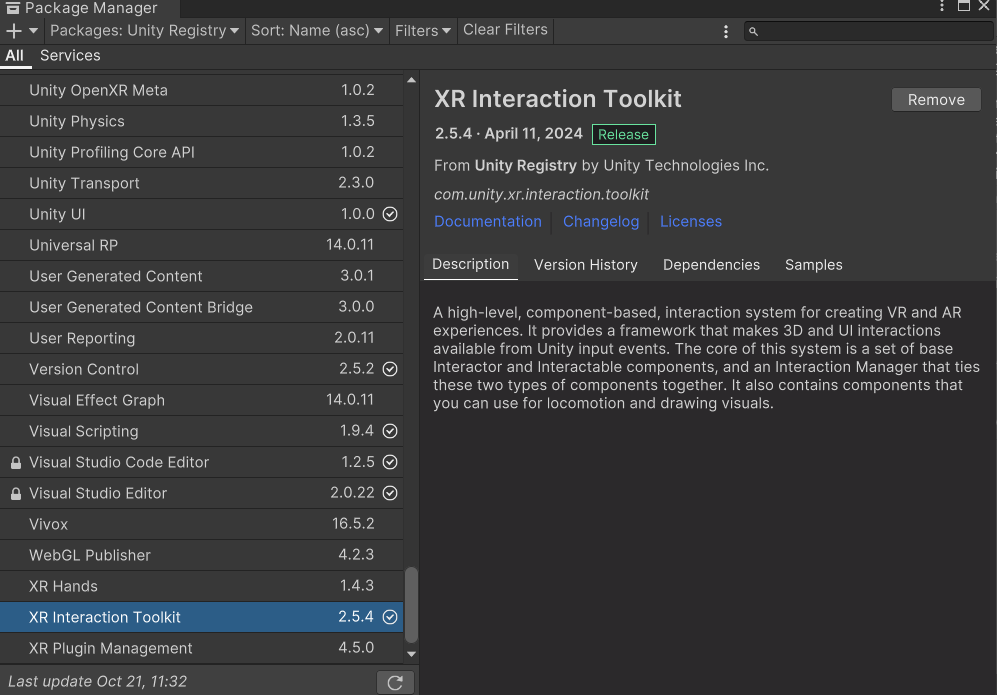 Package Manager
Packages: Unity Registry Sort: Name (asc) Filters Clear Filters
All Services
Unity OpenXR Meta 1.0.2
Unity Physics 1.3.5
Unity Profiling Core API 1.0.2
Unity Transport 2.3.0
Unity UI 1.0.0
Universal RP 14.0.11
User Generated Content 3.0.1
User Generated Content Bridge 3.0.0
User Reporting 2.0.11
Version Control 2.5.2
Visual Effect Graph 14.0.11
Visual Scripting 1.9.4
Visual Studio Code Editor 1.2.5
Visual Studio Editor 2.0.22
Vivox 16.5.2
WebGL Publisher 4.2.3
XR Hands 1.4.3
XR Interaction Toolkit 2.5.4
XR Plugin Management 4.5.0
Last update Oct 21, 11:32
XR Interaction Toolkit Remove
2.5.4 · April 11, 2024 Release
From Unity Registry by Unity Technologies Inc.
com.unity.xr.interaction.toolkit
Documentation Changelog Licenses
Description Version History Dependencies Samples
A high-level, component-based, interaction system for creating VR and AR
experiences. It provides a framework that makes 3D and UI interactions
available from Unity input events. The core of this system is a set of base
Interactor and Interactable components, and an Interaction Manager that ties
these two types of components together. It also contains components that
you can use for locomotion and drawing visuals.